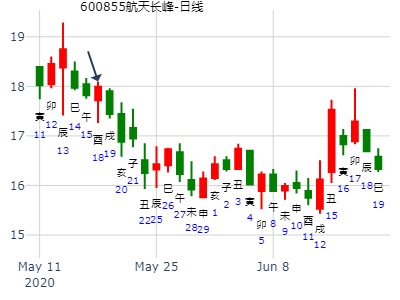 600855航天长峰-日线
19
18
17
16
15
寅 11
卯 12
辰 13
巳 14
午 15
酉 18
戌 19
亥 20
子 21
丑 22
辰 25
巳 26
午 27
未 28
申 29
亥 1
子 2
丑 3
寅 4
卯 5
午 8
未 9
申 10
酉 11
戌 12
丑 15
寅 16
卯 17
辰 18
巳 19
May 11
2020
May 25
Jun 8